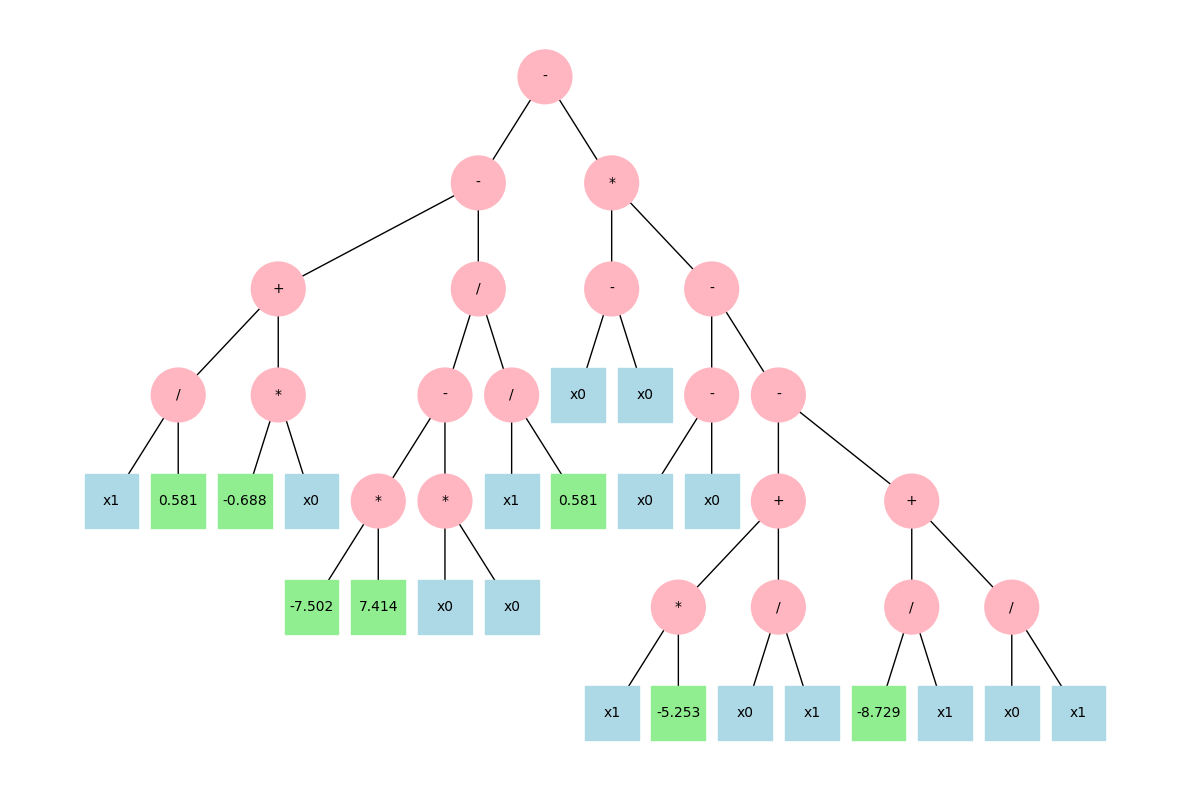 -
- *
+ / - -
/ * - / x0 x0 - -
x1 0.581 -0.688 x0 * * x1 0.581 x0 x0 + +
-7.502 7.414 x0 x0 * / / /
x1 -5.253 x0 x1 -8.729 x1 x0 x1